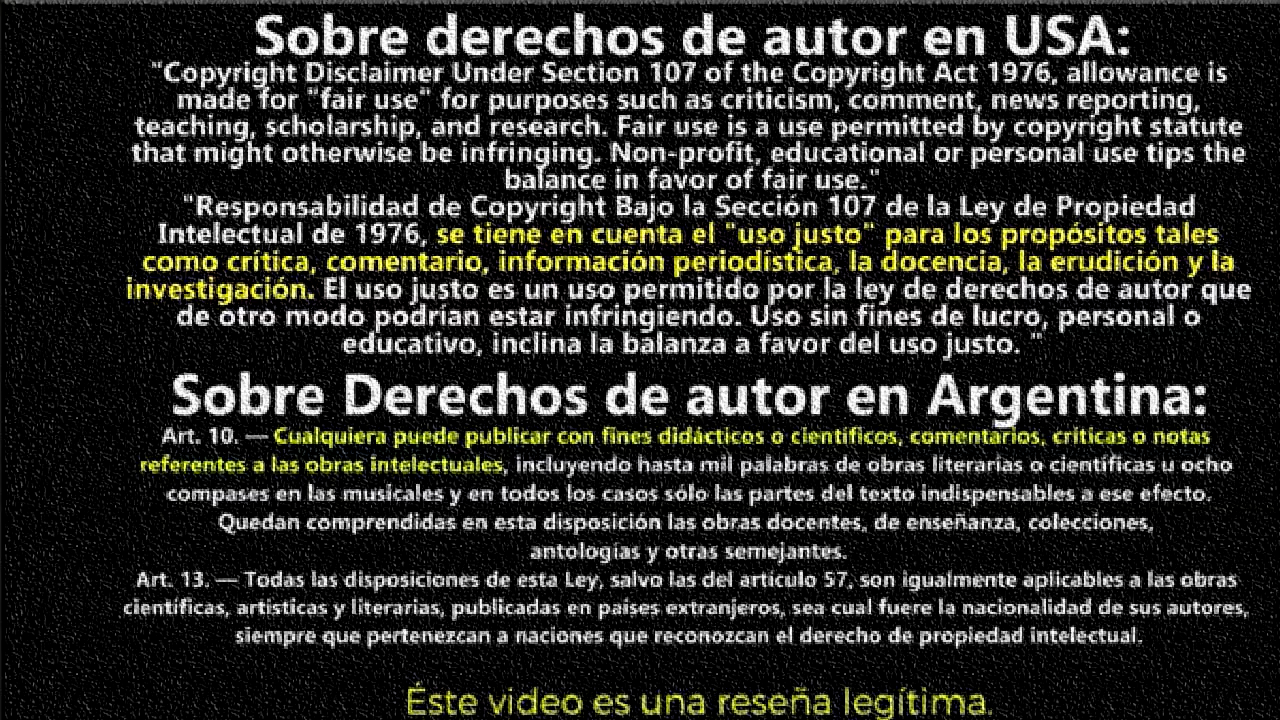 Sobre derechos de autor en USA:
"Copyright Disclaimer Under Section 107 of the Copyright Act 1976, allowance is
made for "fair use" for purposes such as criticism, comment, news reporting,
teaching, scholarship, and research. Fair use is a use permitted by copyright statute
that might otherwise be infringing. Non-profit, educational or personal use tips the
balance in favor of fair use."
"Responsabilidad de Copyright Bajo la Sección 107 de la Ley de Propiedad
Intelectual de 1976, se tiene en cuenta el "uso justo" para los propósitos tales
como crítica, comentario, información periodística, la docencia, la erudición y la
investigación. El uso justo es un uso permitido por la ley de derechos de autor que
de otro modo podrían estar infringiendo. Uso sin fines de lucro, personal o
educativo, inclina la balanza a favor del uso justo. "
Sobre Derechos de autor en Argentina:
Art. 10. — Cualquiera puede publicar con fines didácticos o científicos, comentarios, críticas o notas
referentes a las obras intelectuales, incluyendo hasta mil palabras de obras literarias o científicas u ocho
compases en las musicales y en todos los casos sólo las partes del texto indispensables a ese efecto.
Quedan comprendidas en esta disposición las obras docentes, de enseñanza, colecciones,
antologías y otras semejantes.
Art. 13. — Todas las disposiciones de esta Ley, salvo las del artículo 57, son igualmente aplicables a las obras
científicas, artísticas y literarias, publicadas en países extranjeros, sea cual fuere la nacionalidad de sus autores,
siempre que pertenezcan a naciones que reconozcan el derecho de propiedad intelectual.
Éste video es una reseña legítima.